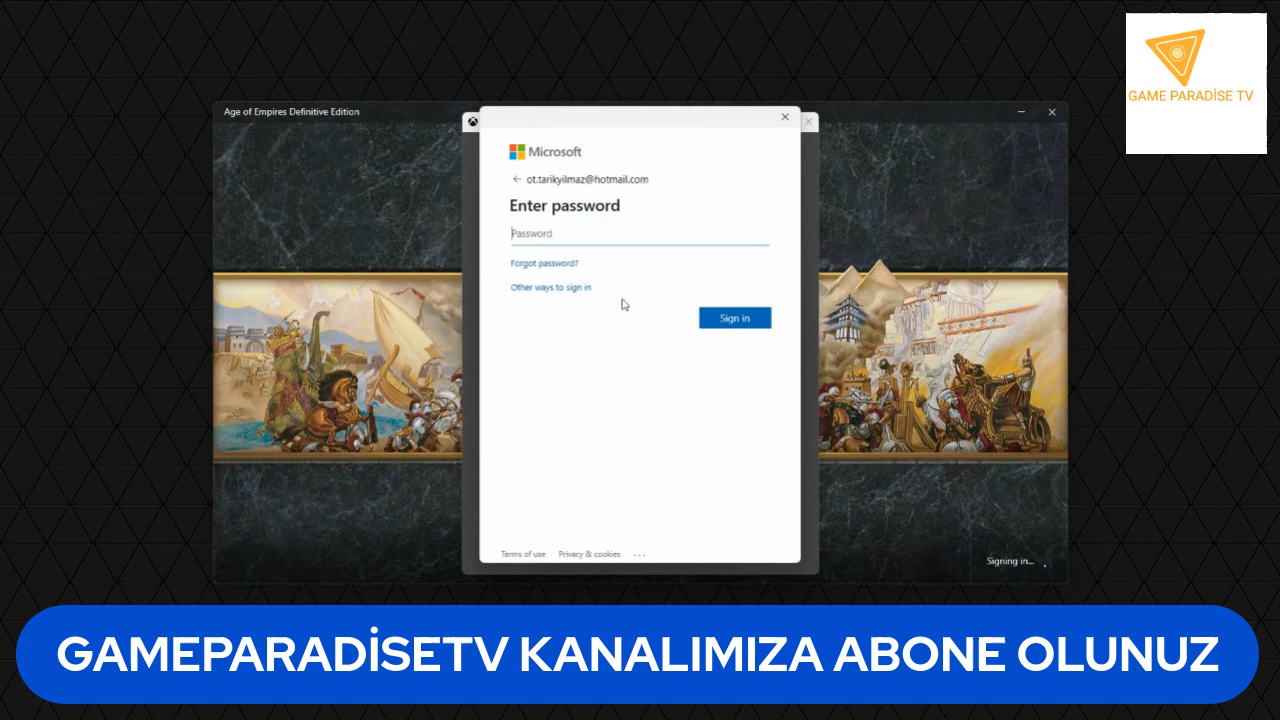 GAME PARADİSE TV
Age of Empires Definitive Edition
Microsoft
ot.tarikyilmaz@hotmail.com
Enter password
Password
Forgot password?
Other ways to sign in
Sign in
Terms of use Privacy & cookies ...
Signing in...
GAMEPARADİSETV KANALIMIZA ABONE OLUNUZ